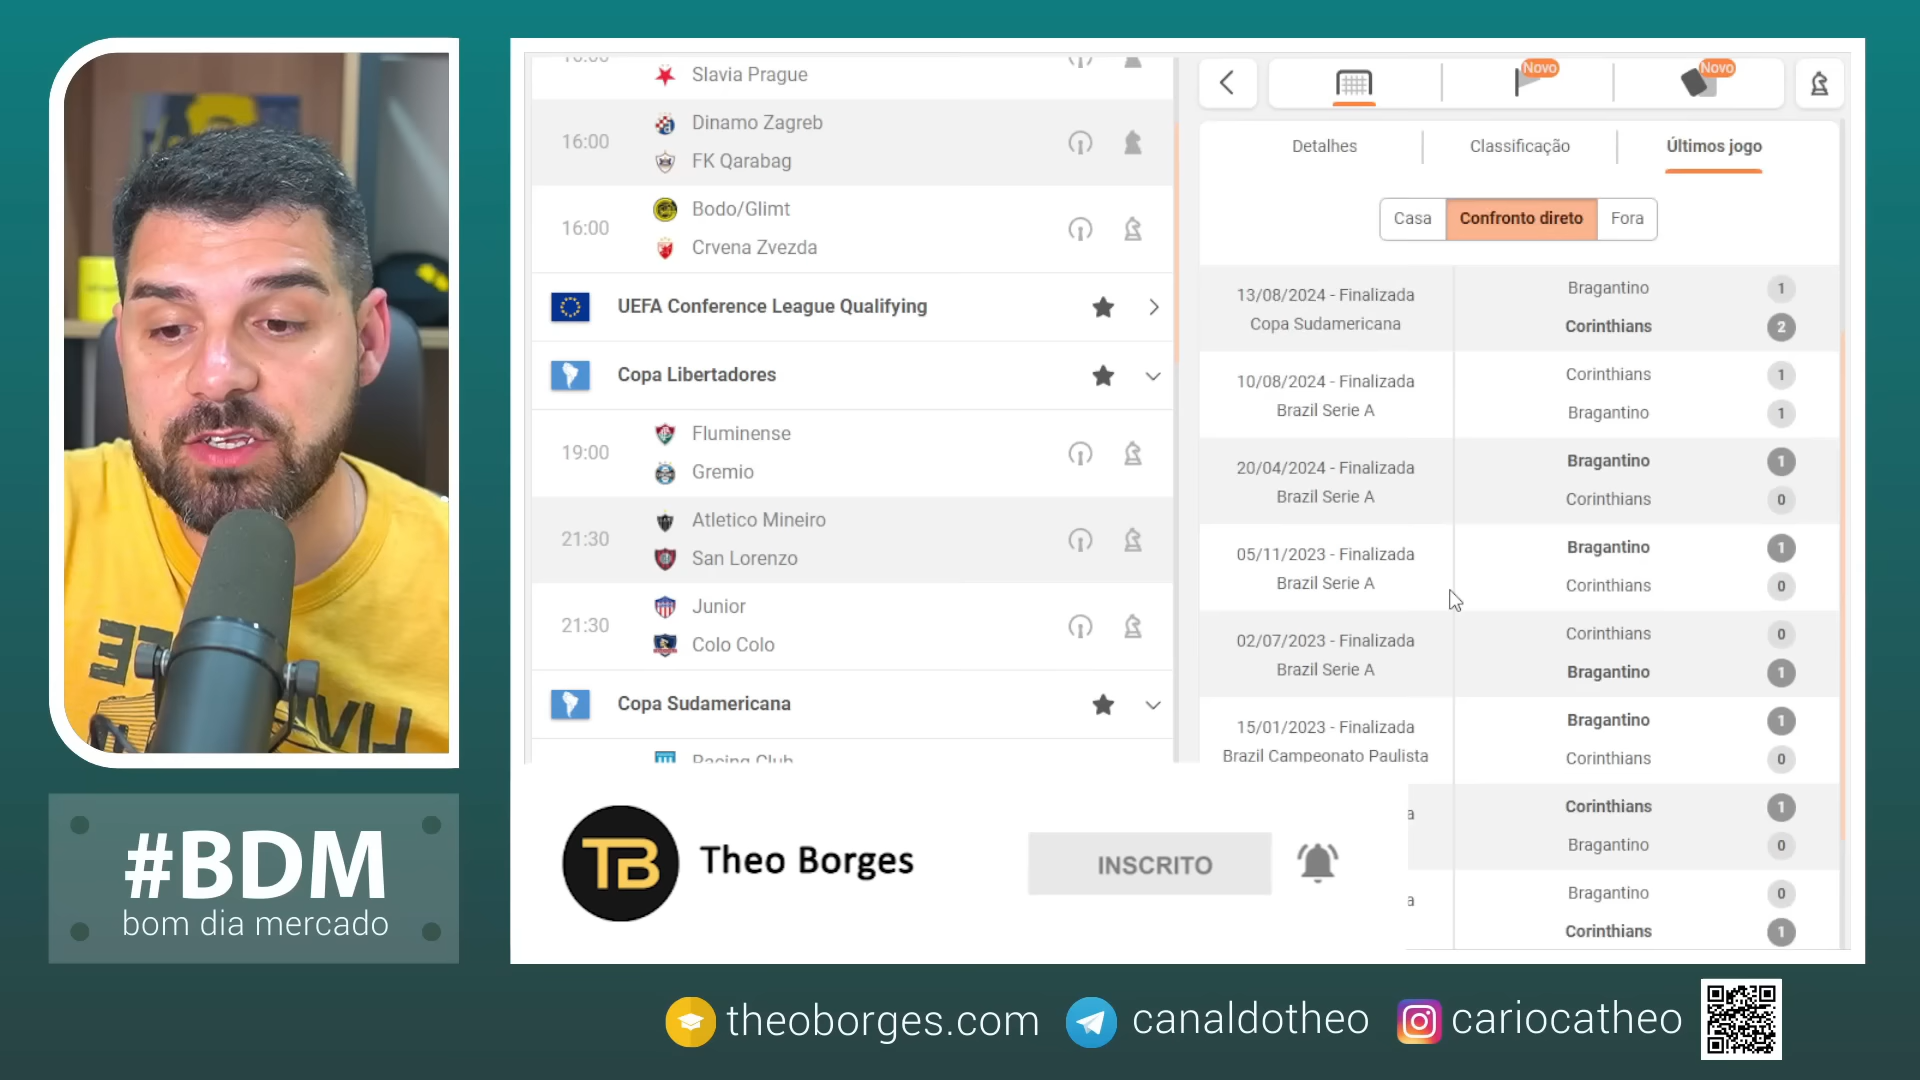 Slavia Prague
16:00
Dinamo Zagreb
FK Qarabag
16:00
Bodo/Glimt
Crvena Zvezda
UEFA Conference League Qualifying
Copa Libertadores
19:00
Fluminense
Gremio
21:30
Atletico Mineiro
San Lorenzo
21:30
Junior
Colo Colo
Copa Sudamericana
Racing Club
Novo
Novo
Detalhes
Classificação
Últimos jogo
Casa
Confronto direto
Fora
13/08/2024 - Finalizada
Copa Sudamericana
Bragantino 1
Corinthians 2
10/08/2024 - Finalizada
Brazil Serie A
Corinthians 1
Bragantino 1
20/04/2024 - Finalizada
Brazil Serie A
Bragantino 1
Corinthians 0
05/11/2023 - Finalizada
Brazil Serie A
Bragantino 1
Corinthians 0
02/07/2023 - Finalizada
Brazil Serie A
Corinthians 0
Bragantino 1
15/01/2023 - Finalizada
Brazil Campeonato Paulista
Bragantino 1
Corinthians 0
a
Corinthians 1
Bragantino 0
a
Bragantino 0
Corinthians 1
TB
Theo Borges
INSCRITO
#BDM
bom dia mercado
theoborges.com
canaldotheo
cariocatheo